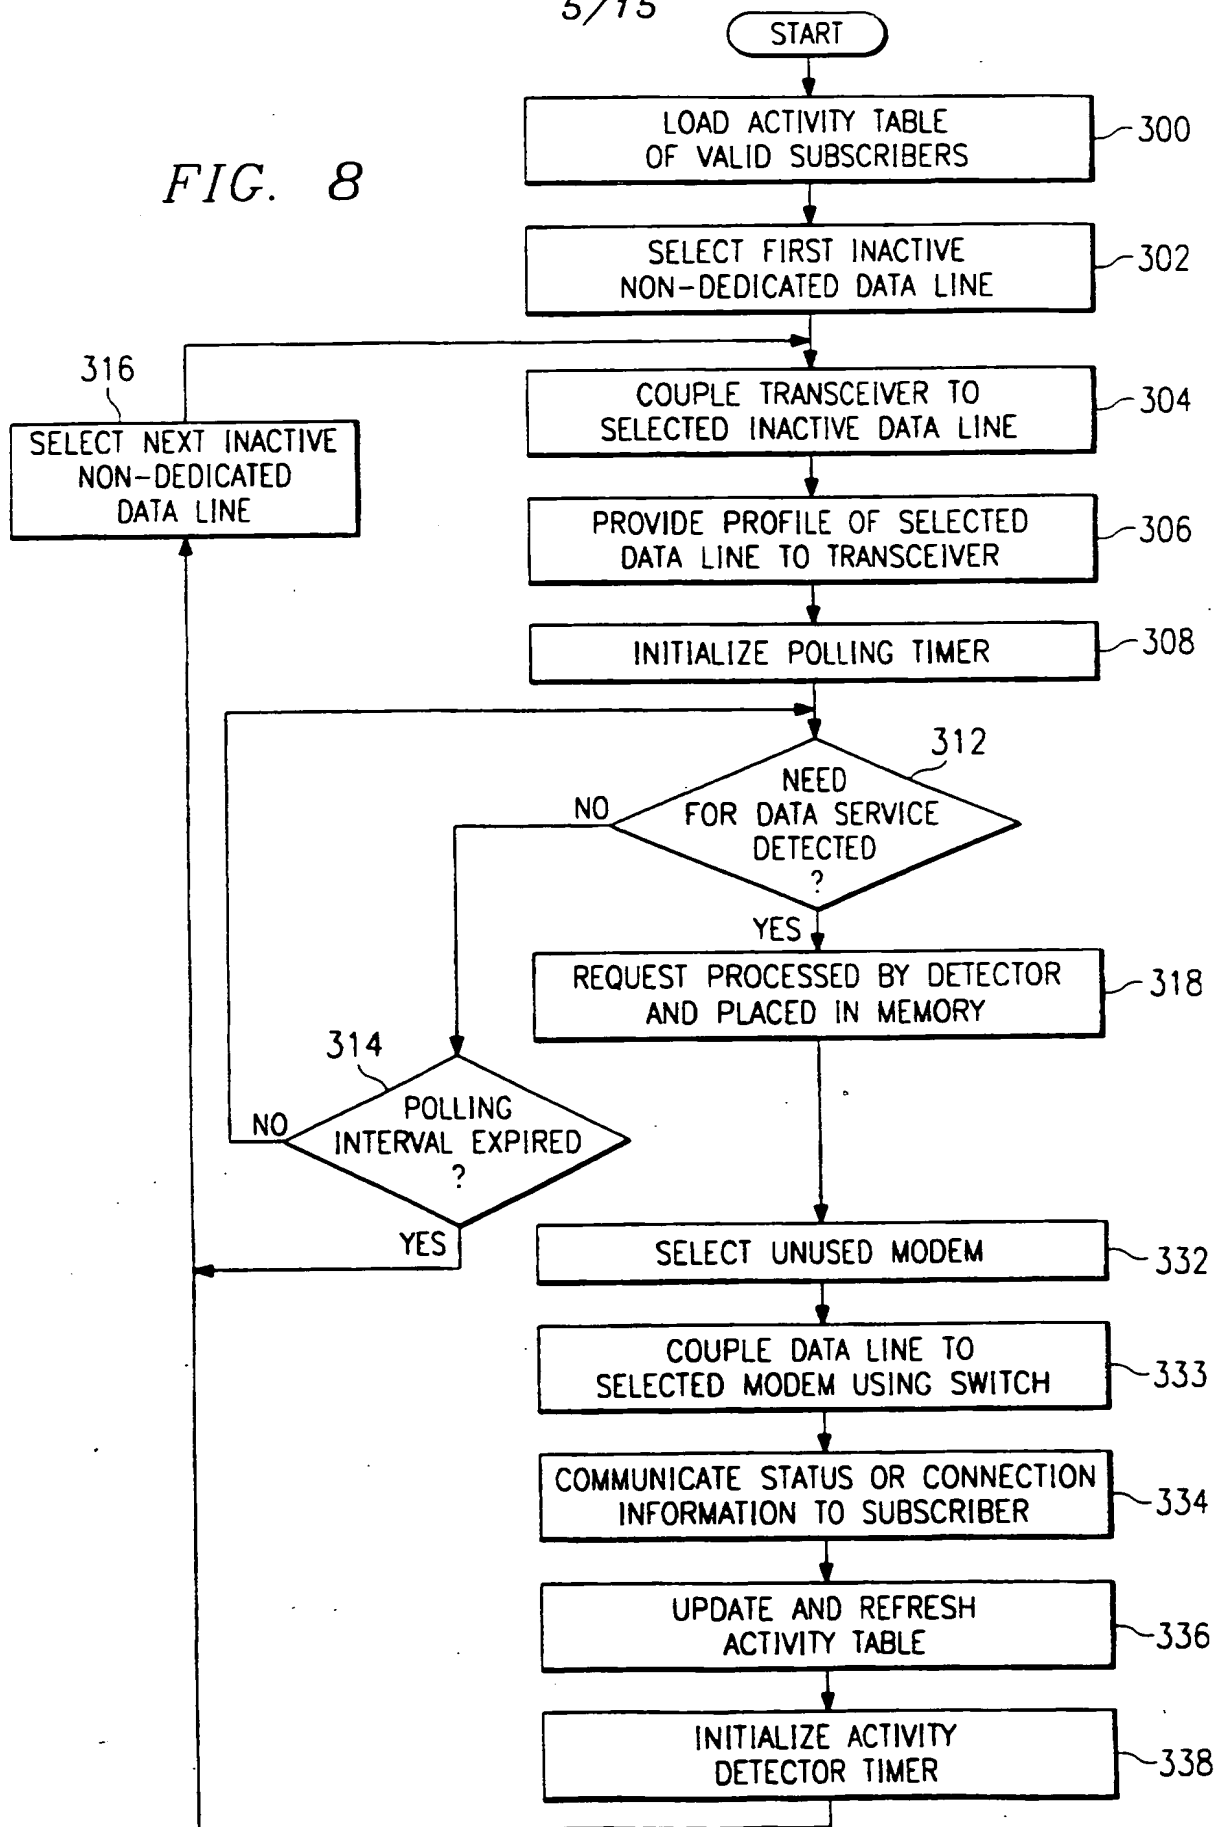 5/15
START
FIG. 8
LOAD ACTIVITY TABLE
OF VALID SUBSCRIBERS
300
SELECT FIRST INACTIVE
NON-DEDICATED DATA LINE
302
316
SELECT NEXT INACTIVE
NON-DEDICATED
DATA LINE
COUPLE TRANSCEIVER TO
SELECTED INACTIVE DATA LINE
304
PROVIDE PROFILE OF SELECTED
DATA LINE TO TRANSCEIVER
306
INITIALIZE POLLING TIMER
308
312
NEED
FOR DATA SERVICE
DETECTED
?
NO
YES
REQUEST PROCESSED BY DETECTOR
AND PLACED IN MEMORY
318
314
POLLING
INTERVAL EXPIRED
?
NO
YES
SELECT UNUSED MODEM
332
COUPLE DATA LINE TO
SELECTED MODEM USING SWITCH
333
COMMUNICATE STATUS OR CONNECTION
INFORMATION TO SUBSCRIBER
334
UPDATE AND REFRESH
ACTIVITY TABLE
336
INITIALIZE ACTIVITY
DETECTOR TIMER
338